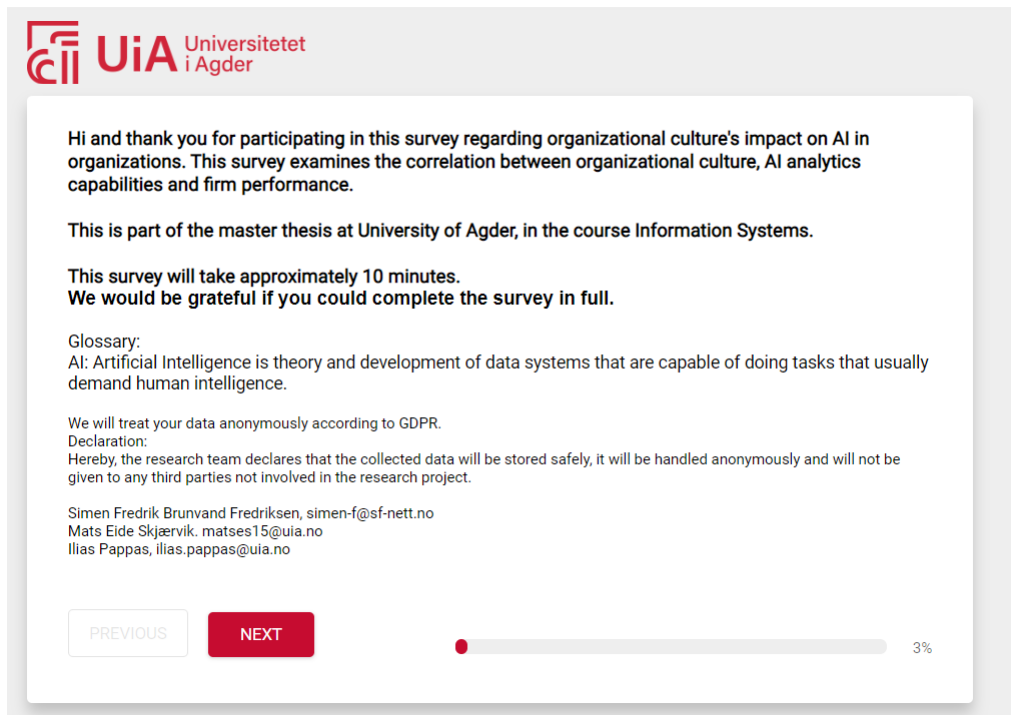 UiA Universitetet
i Agder
Hi and thank you for participating in this survey regarding organizational culture's impact on AI in
organizations. This survey examines the correlation between organizational culture, AI analytics
capabilities and firm performance.
This is part of the master thesis at University of Agder, in the course Information Systems.
This survey will take approximately 10 minutes.
We would be grateful if you could complete the survey in full.
Glossary:
AI: Artificial Intelligence is theory and development of data systems that are capable of doing tasks that usually
demand human intelligence.
We will treat your data anonymously according to GDPR.
Declaration:
Hereby, the research team declares that the collected data will be stored safely, it will be handled anonymously and will not be
given to any third parties not involved in the research project.
Simen Fredrik Brunvand Fredriksen, simen-f@sf-nett.no
Mats Eide Skjærvik. matses15@uia.no
Ilias Pappas, ilias.pappas@uia.no
PREVIOUS
NEXT
3%